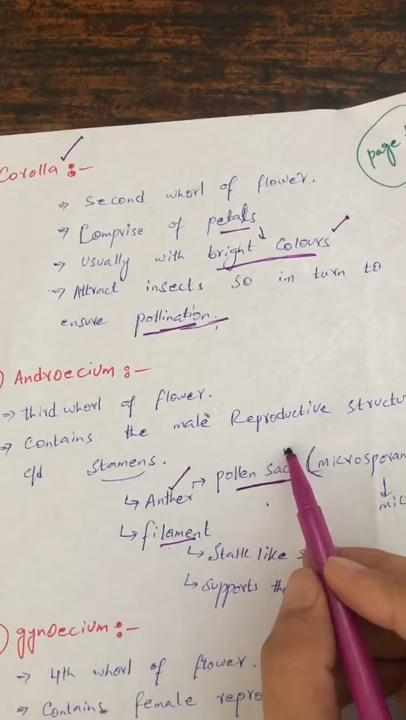 page
Corolla :-
→ Second whorl of flower.
→ Comprise of petals
→ Usually with bright colours
→ Attract insects so in turn to
ensure pollination.
) Androecium :-
→ third whorl of flower.
→ Contains the male Reproductive structu
c/d Stamens.
↳ Anther → pollen sac (microsporan
↓
mic
↳ filament
↳ Stalk like
↳ supports th
) gynoecium :-
→ 4th whorl of flower.
→ Contains female repro